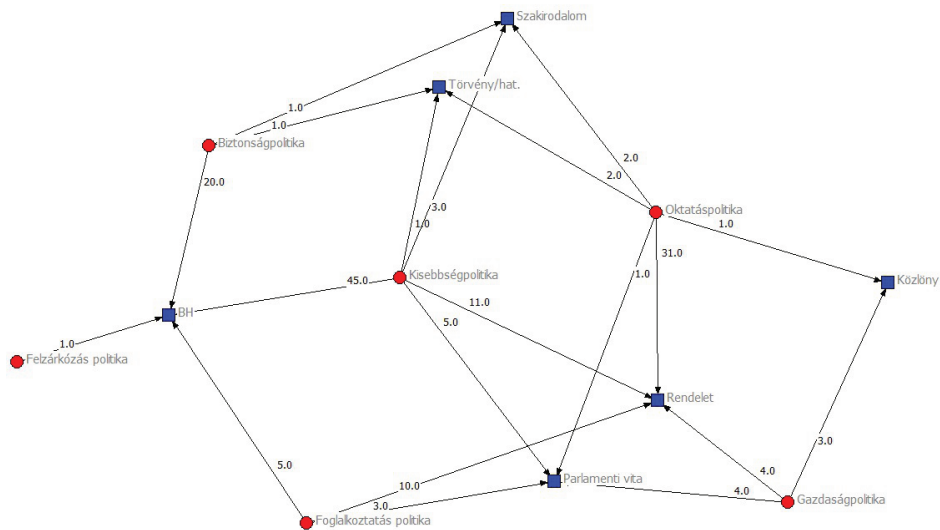 Szakirodalom
Törvény/hat.
1.0
1.0
Biztonságpolitika
2.0
2.0
20.0
3.0
Oktatáspolitika
1.0
1.0
31.0
Kisebbségpolitika
1.0
45.0
Közlöny
11.0
BH
5.0
1.0
Felzárkózás politika
Rendelet
3.0
5.0
4.0
10.0
Parlamenti vita
4.0
3.0
Gazdaságpolitika
Foglalkoztatás politika